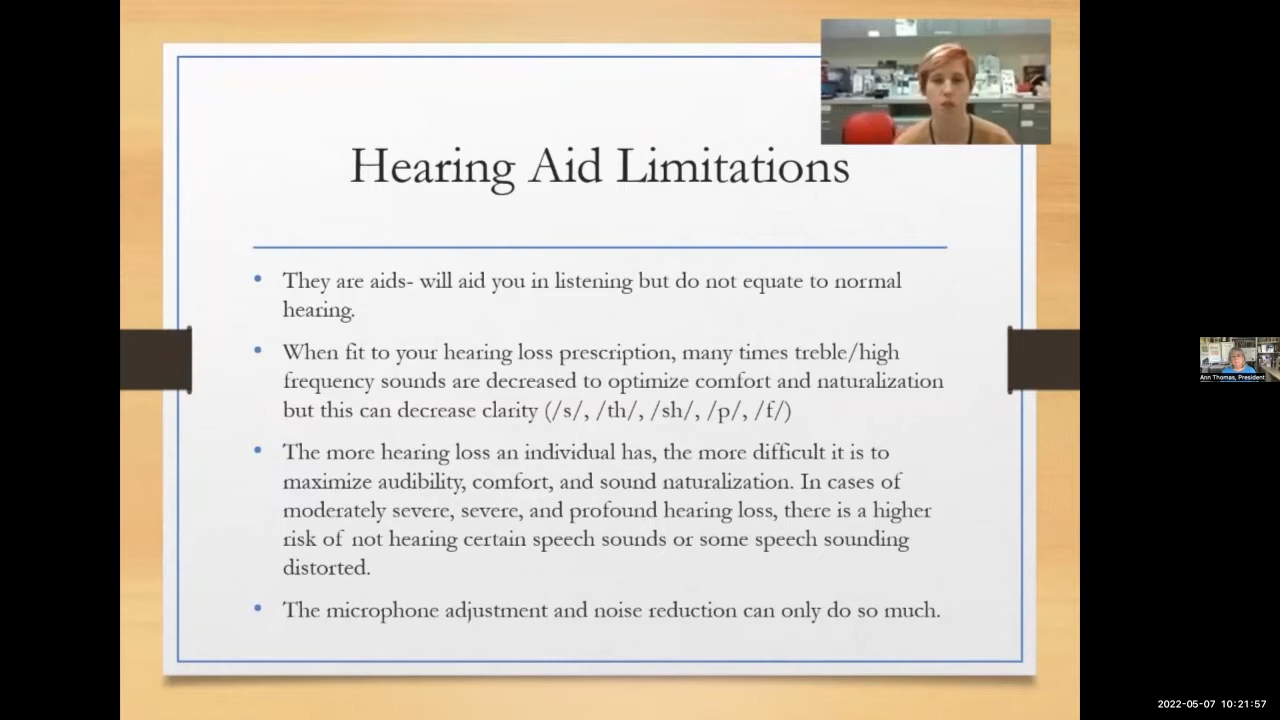 Hearing Aid Limitations
• They are aids- will aid you in listening but do not equate to normal
hearing.
• When fit to your hearing loss prescription, many times treble/high
frequency sounds are decreased to optimize comfort and naturalization
but this can decrease clarity (/s/, /th/, /sh/, /p/, /f/)
• The more hearing loss an individual has, the more difficult it is to
maximize audibility, comfort, and sound naturalization. In cases of
moderately severe, severe, and profound hearing loss, there is a higher
risk of not hearing certain speech sounds or some speech sounding
distorted.
• The microphone adjustment and noise reduction can only do so much.
Ann Thomas, President
2022-05-07 10:21:57